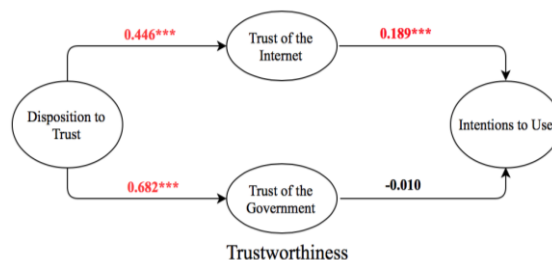 0.446***
Trust of the
Internet
0.189***
Disposition to
Trust
Intentions to Use
0.682***
Trust of the
Government
-0.010
Trustworthiness